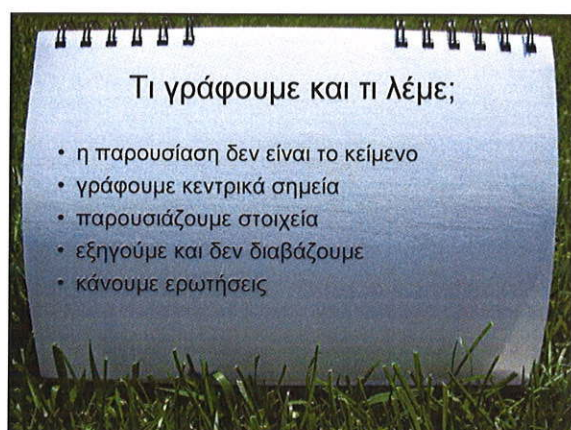 Τι γράφουμε και τι λέμε;
• η παρουσίαση δεν είναι το κείμενο
• γράφουμε κεντρικά σημεία
• παρουσιάζουμε στοιχεία
• εξηγούμε και δεν διαβάζουμε
• κάνουμε ερωτήσεις